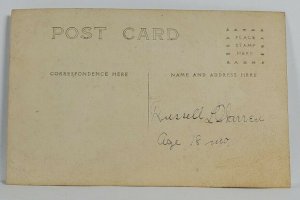 POST CARD
PLACE
STAMP
HERE
CORRESPONDENCE HERE
NAME AND ADDRESS HERE
Russell L. Warren
Age 18 mo.